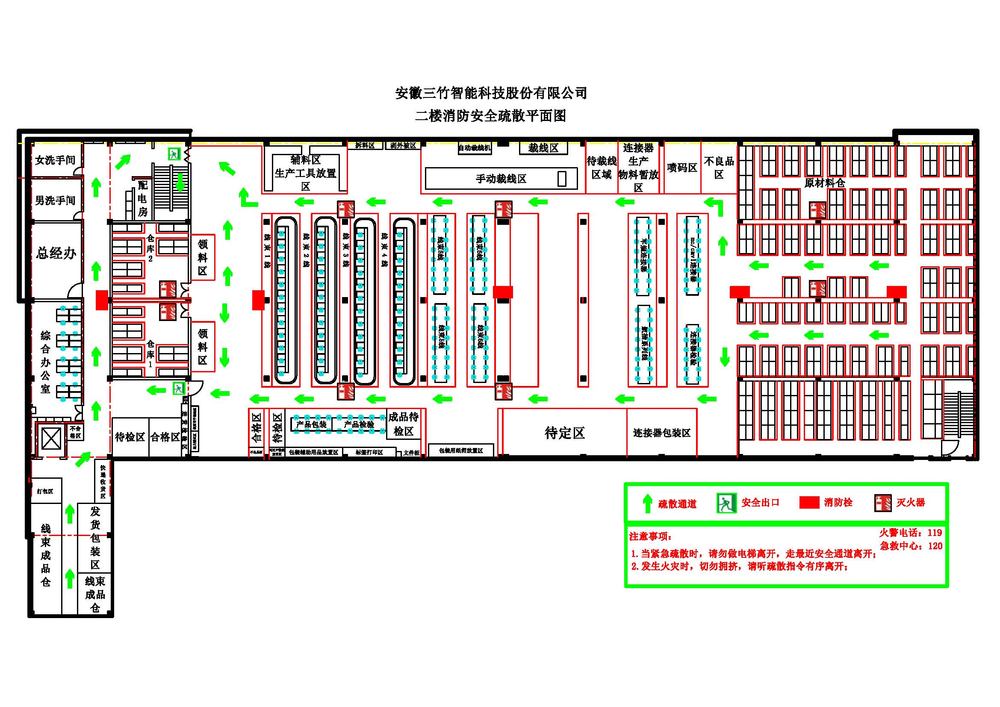 安徽三竹智能科技股份有限公司
二楼消防安全疏散平面图
女洗手间
男洗手间
总经办
综合办公室
配电房
仓库2
仓库1
领料区
领料区
不合格区
待检区
合格区
打包区
快递收货区
线束成品仓
发货包装区
线束
成品
仓
辅料区
生产工具放置
区
拆料区
剥外被区
自动裁线机
裁线区
手动裁线区
待裁线
区域
连接器
生产
物料暂放
区
喷码区
不良品
区
原材料仓
线束1线
线束2线
线束3线
线束4线
线束5线
线束6线
线束5线
线束6线
航插系列线
连接器检验
合格区
待检区
产品包装
产品检验
成品待
检区
不良品区
包装辅助用品放置区
标签打印区
文件柜
包装用纸箱放置区
待定区
连接器包装区
疏散通道
安全出口
消防栓
灭火器
注意事项：
火警电话：119
急救中心：120
1.当紧急疏散时，请勿做电梯离开，走最近安全通道离开；
2.发生火灾时，切勿拥挤，请听疏散指令有序离开；